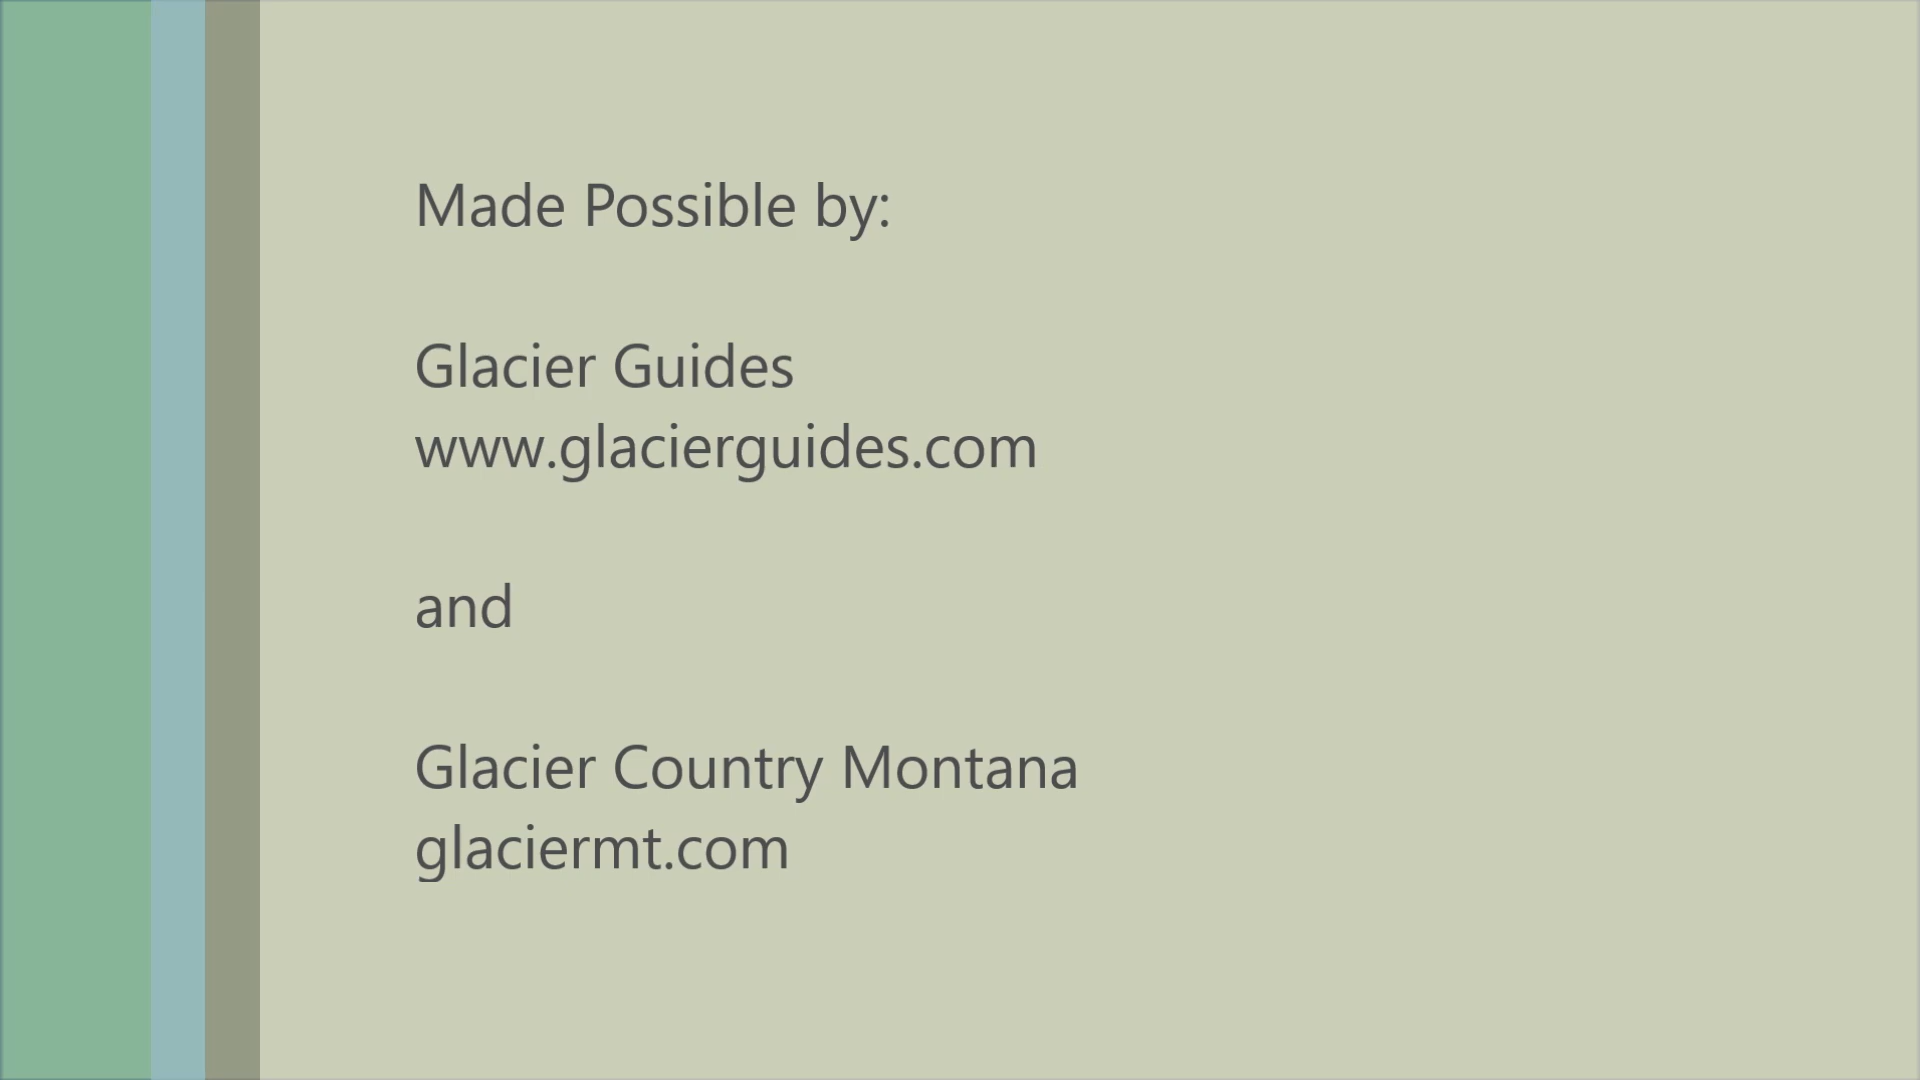 Made Possible by:
Glacier Guides
www.glacierguides.com
and
Glacier Country Montana
glaciermt.com